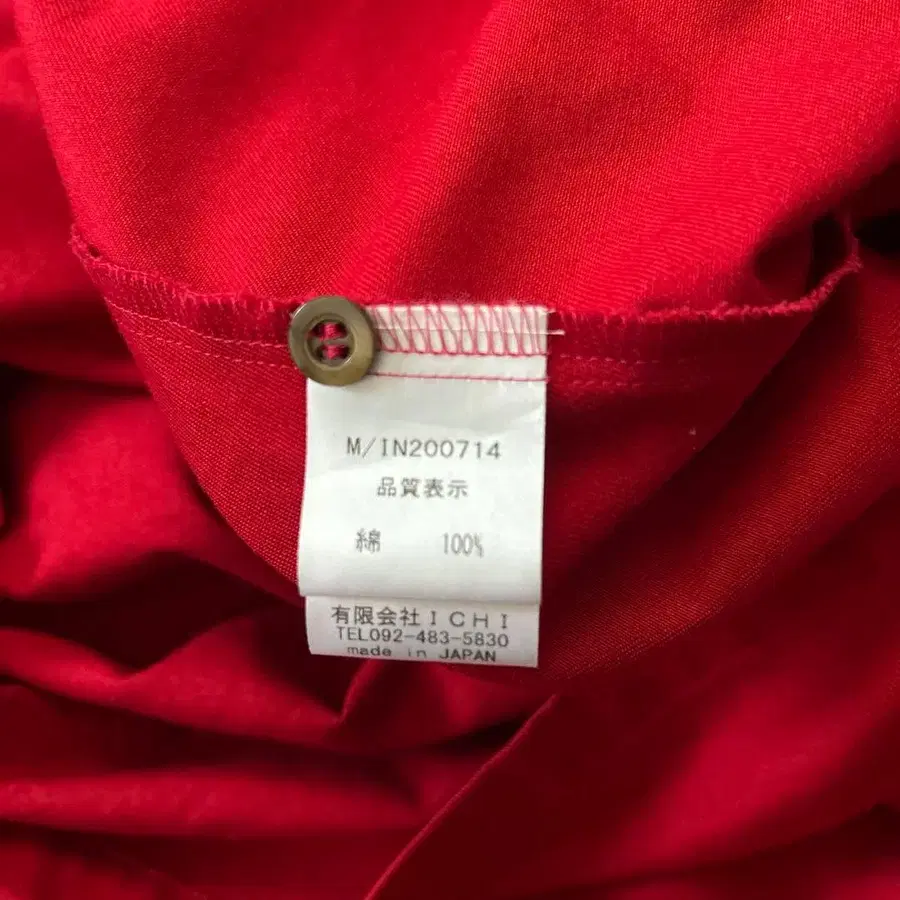 M/IN200714
品質表示
綿 100%
有限会社ICHI
TEL092-483-5830
made in JAPAN